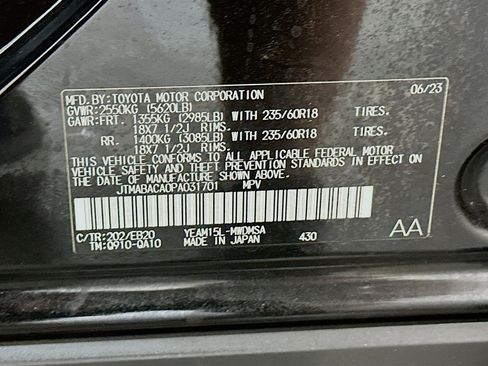 MFD.BY:TOYOTA MOTOR CORPORATION 06/23
GVWR:2550KG (5620LB)
GAWR:FRT. 1355KG (2985LB) WITH 235/60R18 TIRES.
18X7 1/2J RIMS.
RR. 1400KG (3085LB) WITH 235/60R18 TIRES.
18X7 1/2J RIMS.
THIS VEHICLE CONFORMS TO ALL APPLICABLE FEDERAL MOTOR
VEHICLE SAFETY AND THEFT PREVENTION STANDARDS IN EFFECT ON THE
DATE OF MANUFACTURE SHOWN ABOVE.
JTMABACA0PA031701 MPV
C/TR:202/EB20 YEAM15L-MWDMSA AA
TM:Q910-QA10 MADE IN JAPAN 430